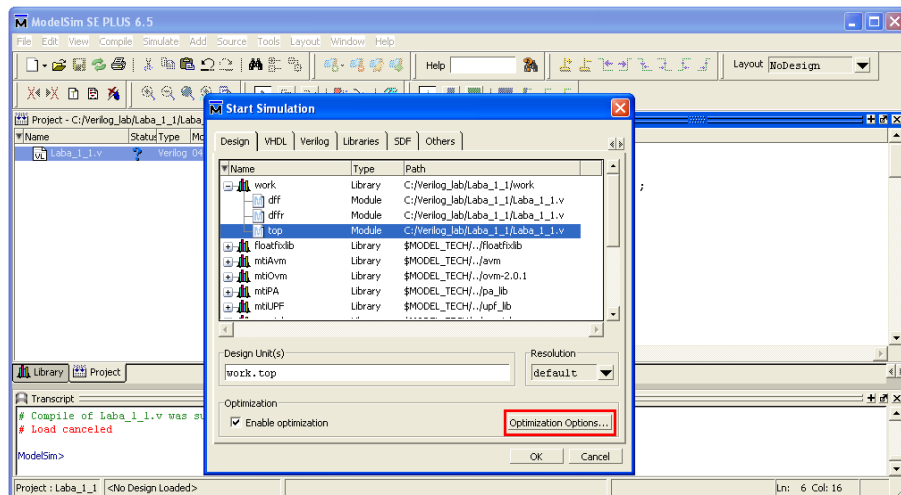 ModelSim SE PLUS 6.5
File Edit View Compile Simulate Add Source Tools Layout Window Help
Help
Layout NoDesign
Project - C:/Verilog_lab/Laba_1_1/Laba
Name Status Type
Laba_1_1.v Verilog 04
;
Start Simulation
Design VHDL Verilog Libraries SDF Others
Name Type Path
work Library C:/Verilog_lab/Laba_1_1/work
dff Module C:/Verilog_lab/Laba_1_1/Laba_1_1.v
dffr Module C:/Verilog_lab/Laba_1_1/Laba_1_1.v
top Module C:/Verilog_lab/Laba_1_1/Laba_1_1.v
floatfixlib Library $MODEL_TECH/../floatfixlib
mtiAvm Library $MODEL_TECH/../avm
mtiOvm Library $MODEL_TECH/../ovm-2.0.1
mtiPA Library $MODEL_TECH/../pa_lib
mtiUPF Library $MODEL_TECH/../upf_lib
Design Unit(s)
work.top
Resolution
default
Optimization
Enable optimization
Optimization Options...
OK Cancel
Library Project
Transcript
# Compile of Laba_1_1.v was su
# Load canceled
ModelSim>
Project : Laba_1_1 <No Design Loaded> Ln: 6 Col: 16